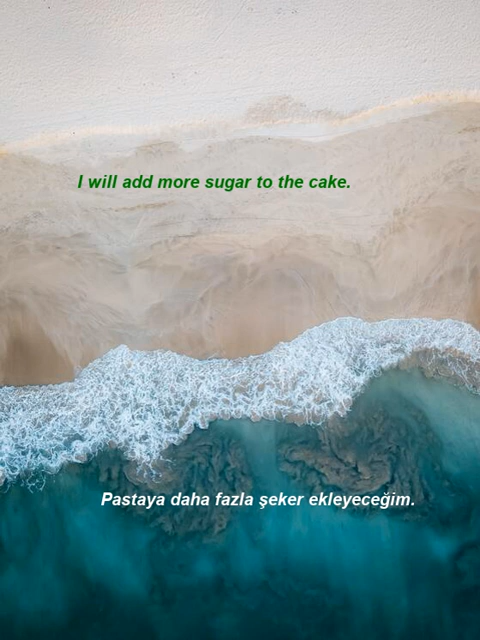 I will add more sugar to the cake.
Pastaya daha fazla şeker ekleyeceğim.